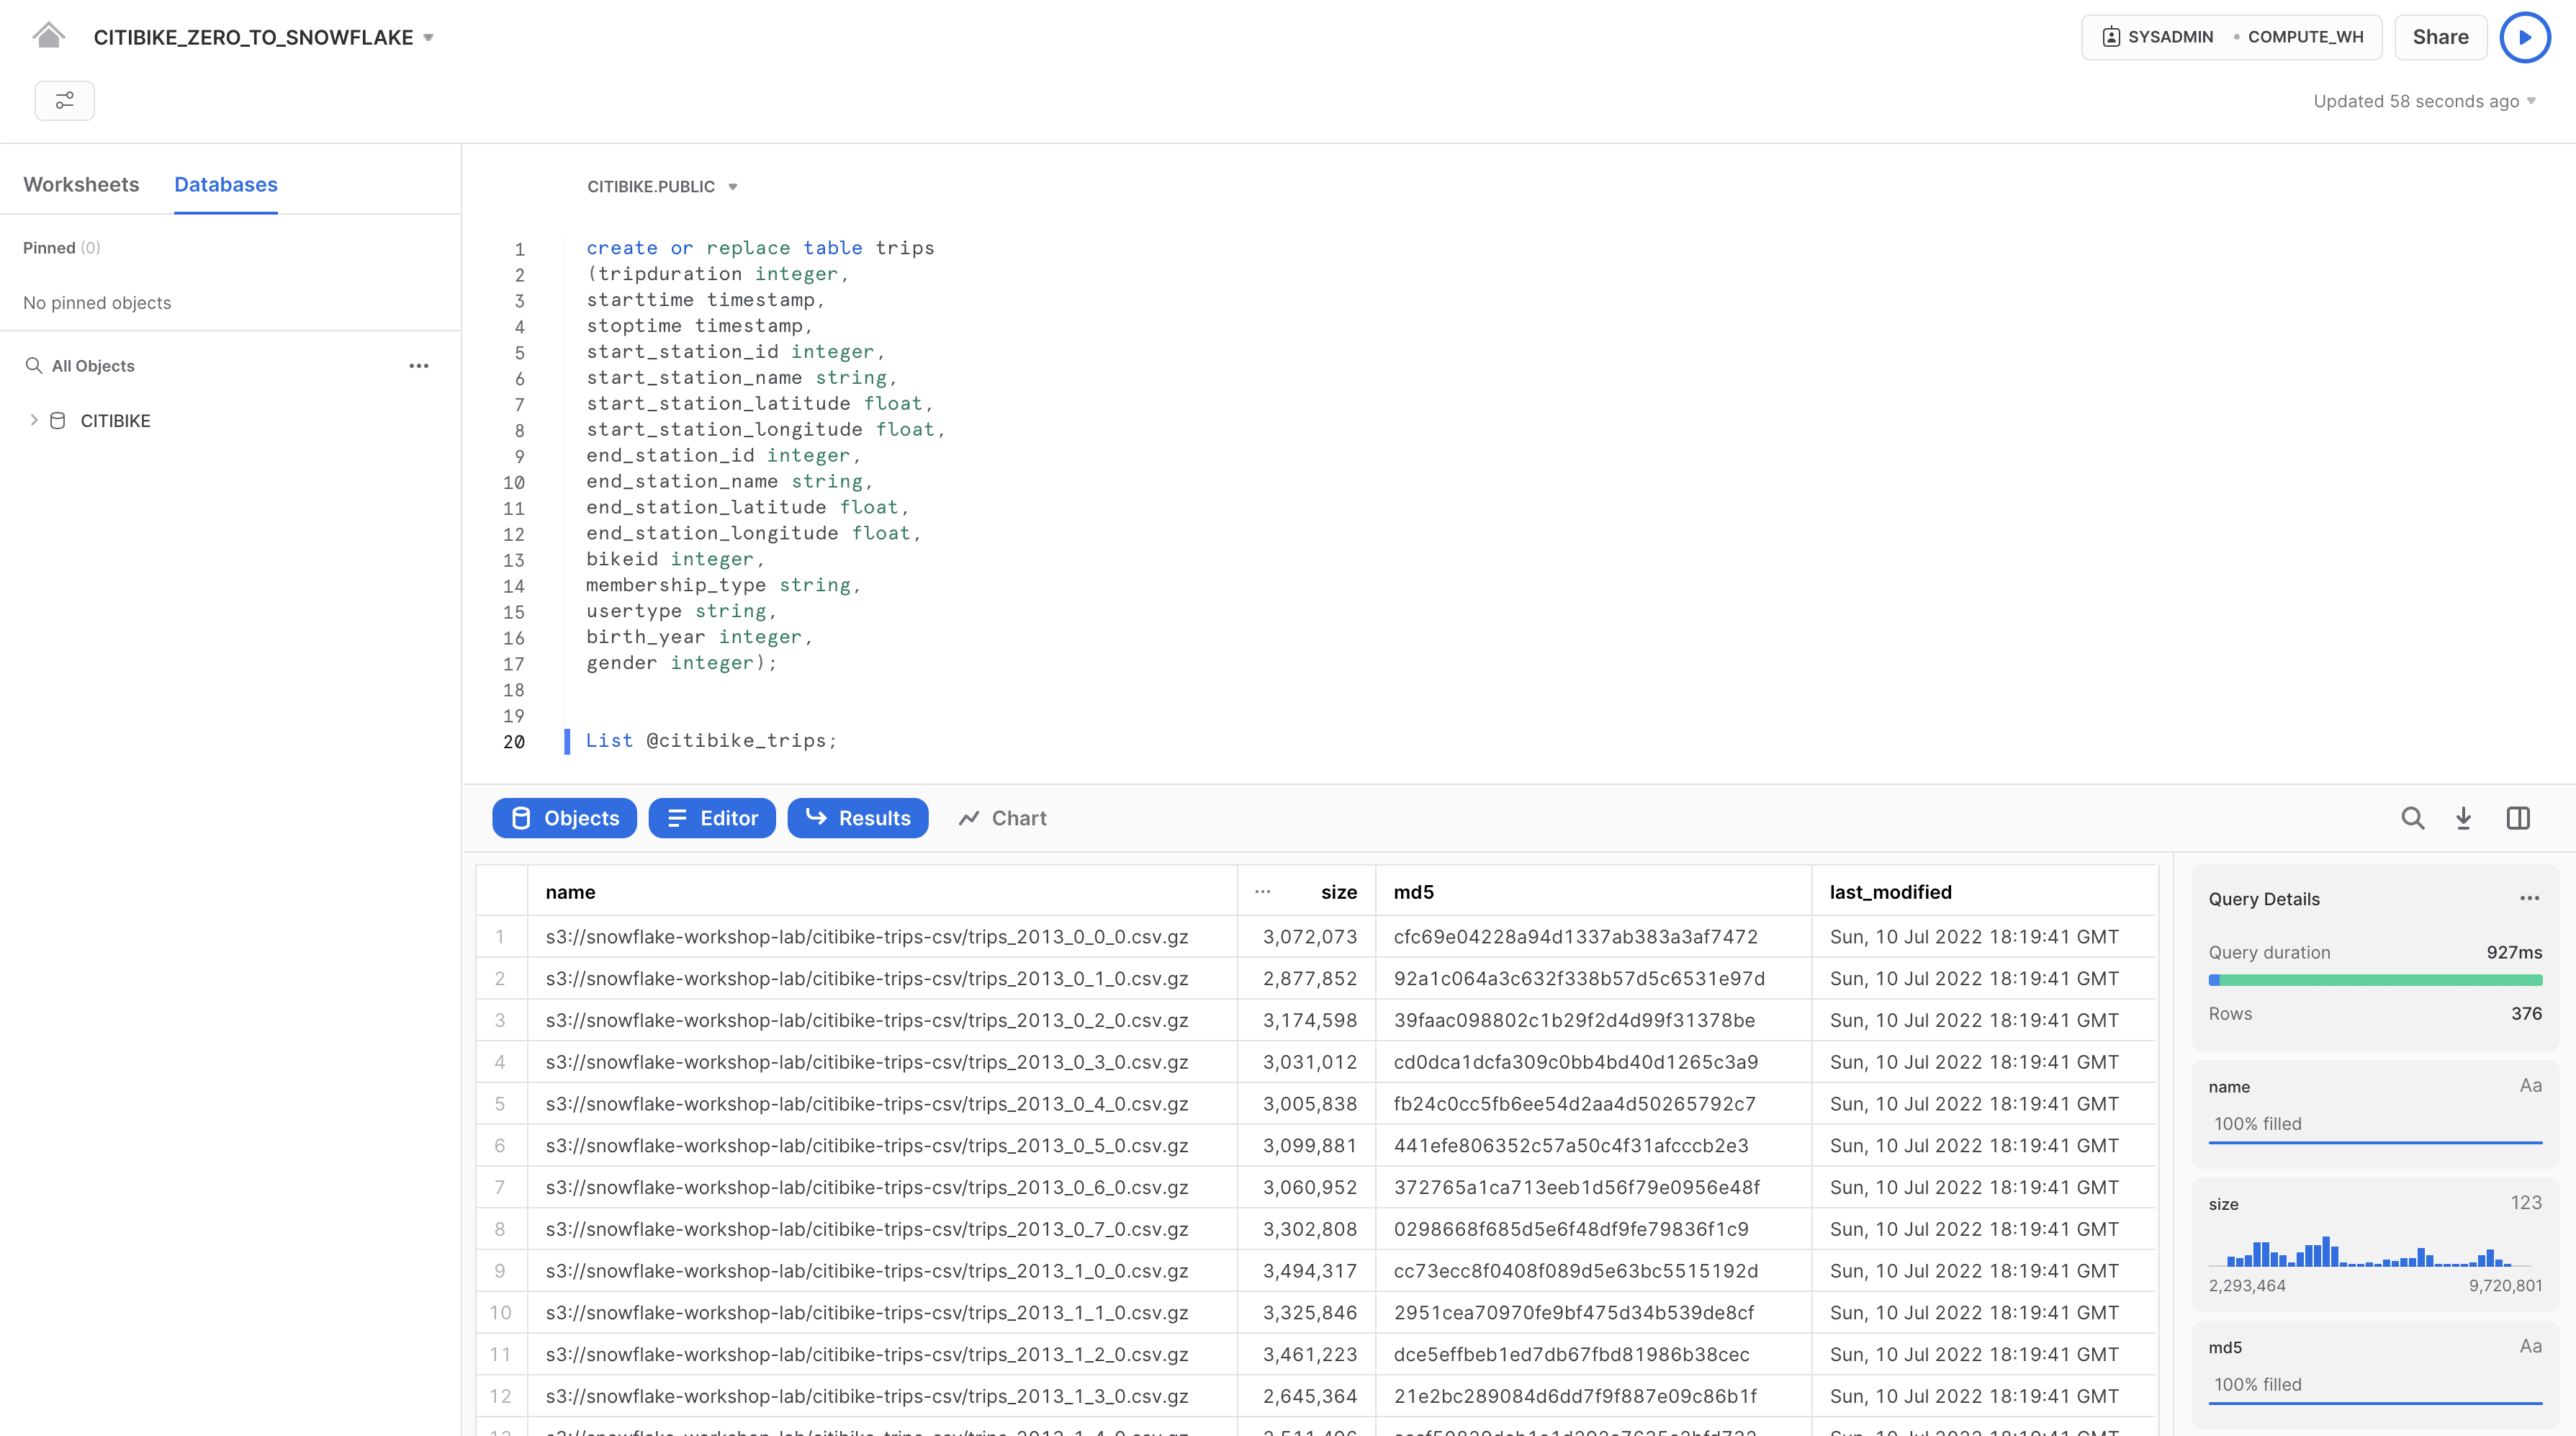 CITIBIKE_ZERO_TO_SNOWFLAKE
SYSADMIN • COMPUTE_WH
Share
Updated 58 seconds ago
Worksheets Databases
Pinned (0)
No pinned objects
All Objects
CITIBIKE
CITIBIKE.PUBLIC
1 create or replace table trips
2 (tripduration integer,
3 starttime timestamp,
4 stoptime timestamp,
5 start_station_id integer,
6 start_station_name string,
7 start_station_latitude float,
8 start_station_longitude float,
9 end_station_id integer,
10 end_station_name string,
11 end_station_latitude float,
12 end_station_longitude float,
13 bikeid integer,
14 membership_type string,
15 usertype string,
16 birth_year integer,
17 gender integer);
18
19
20 List @citibike_trips;
Objects Editor Results Chart
name ... size md5 last_modified
1 s3://snowflake-workshop-lab/citibike-trips-csv/trips_2013_0_0_0.csv.gz 3,072,073 cfc69e04228a94d1337ab383a3af7472 Sun, 10 Jul 2022 18:19:41 GMT
2 s3://snowflake-workshop-lab/citibike-trips-csv/trips_2013_0_1_0.csv.gz 2,877,852 92a1c064a3c632f338b57d5c6531e97d Sun, 10 Jul 2022 18:19:41 GMT
3 s3://snowflake-workshop-lab/citibike-trips-csv/trips_2013_0_2_0.csv.gz 3,174,598 39faac098802c1b29f2d4d99f31378be Sun, 10 Jul 2022 18:19:41 GMT
4 s3://snowflake-workshop-lab/citibike-trips-csv/trips_2013_0_3_0.csv.gz 3,031,012 cd0dca1dcfa309c0bb4bd40d1265c3a9 Sun, 10 Jul 2022 18:19:41 GMT
5 s3://snowflake-workshop-lab/citibike-trips-csv/trips_2013_0_4_0.csv.gz 3,005,838 fb24c0cc5fb6ee54d2aa4d50265792c7 Sun, 10 Jul 2022 18:19:41 GMT
6 s3://snowflake-workshop-lab/citibike-trips-csv/trips_2013_0_5_0.csv.gz 3,099,881 441efe806352c57a50c4f31afcccb2e3 Sun, 10 Jul 2022 18:19:41 GMT
7 s3://snowflake-workshop-lab/citibike-trips-csv/trips_2013_0_6_0.csv.gz 3,060,952 372765a1ca713eeb1d56f79e0956e48f Sun, 10 Jul 2022 18:19:41 GMT
8 s3://snowflake-workshop-lab/citibike-trips-csv/trips_2013_0_7_0.csv.gz 3,302,808 0298668f685d5e6f48df9fe79836f1c9 Sun, 10 Jul 2022 18:19:41 GMT
9 s3://snowflake-workshop-lab/citibike-trips-csv/trips_2013_1_0_0.csv.gz 3,494,317 cc73ecc8f0408f089d5e63bc5515192d Sun, 10 Jul 2022 18:19:41 GMT
10 s3://snowflake-workshop-lab/citibike-trips-csv/trips_2013_1_1_0.csv.gz 3,325,846 2951cea70970fe9bf475d34b539de8cf Sun, 10 Jul 2022 18:19:41 GMT
11 s3://snowflake-workshop-lab/citibike-trips-csv/trips_2013_1_2_0.csv.gz 3,461,223 dce5effbeb1ed7db67fbd81986b38cec Sun, 10 Jul 2022 18:19:41 GMT
12 s3://snowflake-workshop-lab/citibike-trips-csv/trips_2013_1_3_0.csv.gz 2,645,364 21e2bc289084d6dd7f9f887e09c86b1f Sun, 10 Jul 2022 18:19:41 GMT
Query Details ...
Query duration 927ms
Rows 376
name Aa
100% filled
size 123
2,293,464 9,720,801
md5 Aa
100% filled